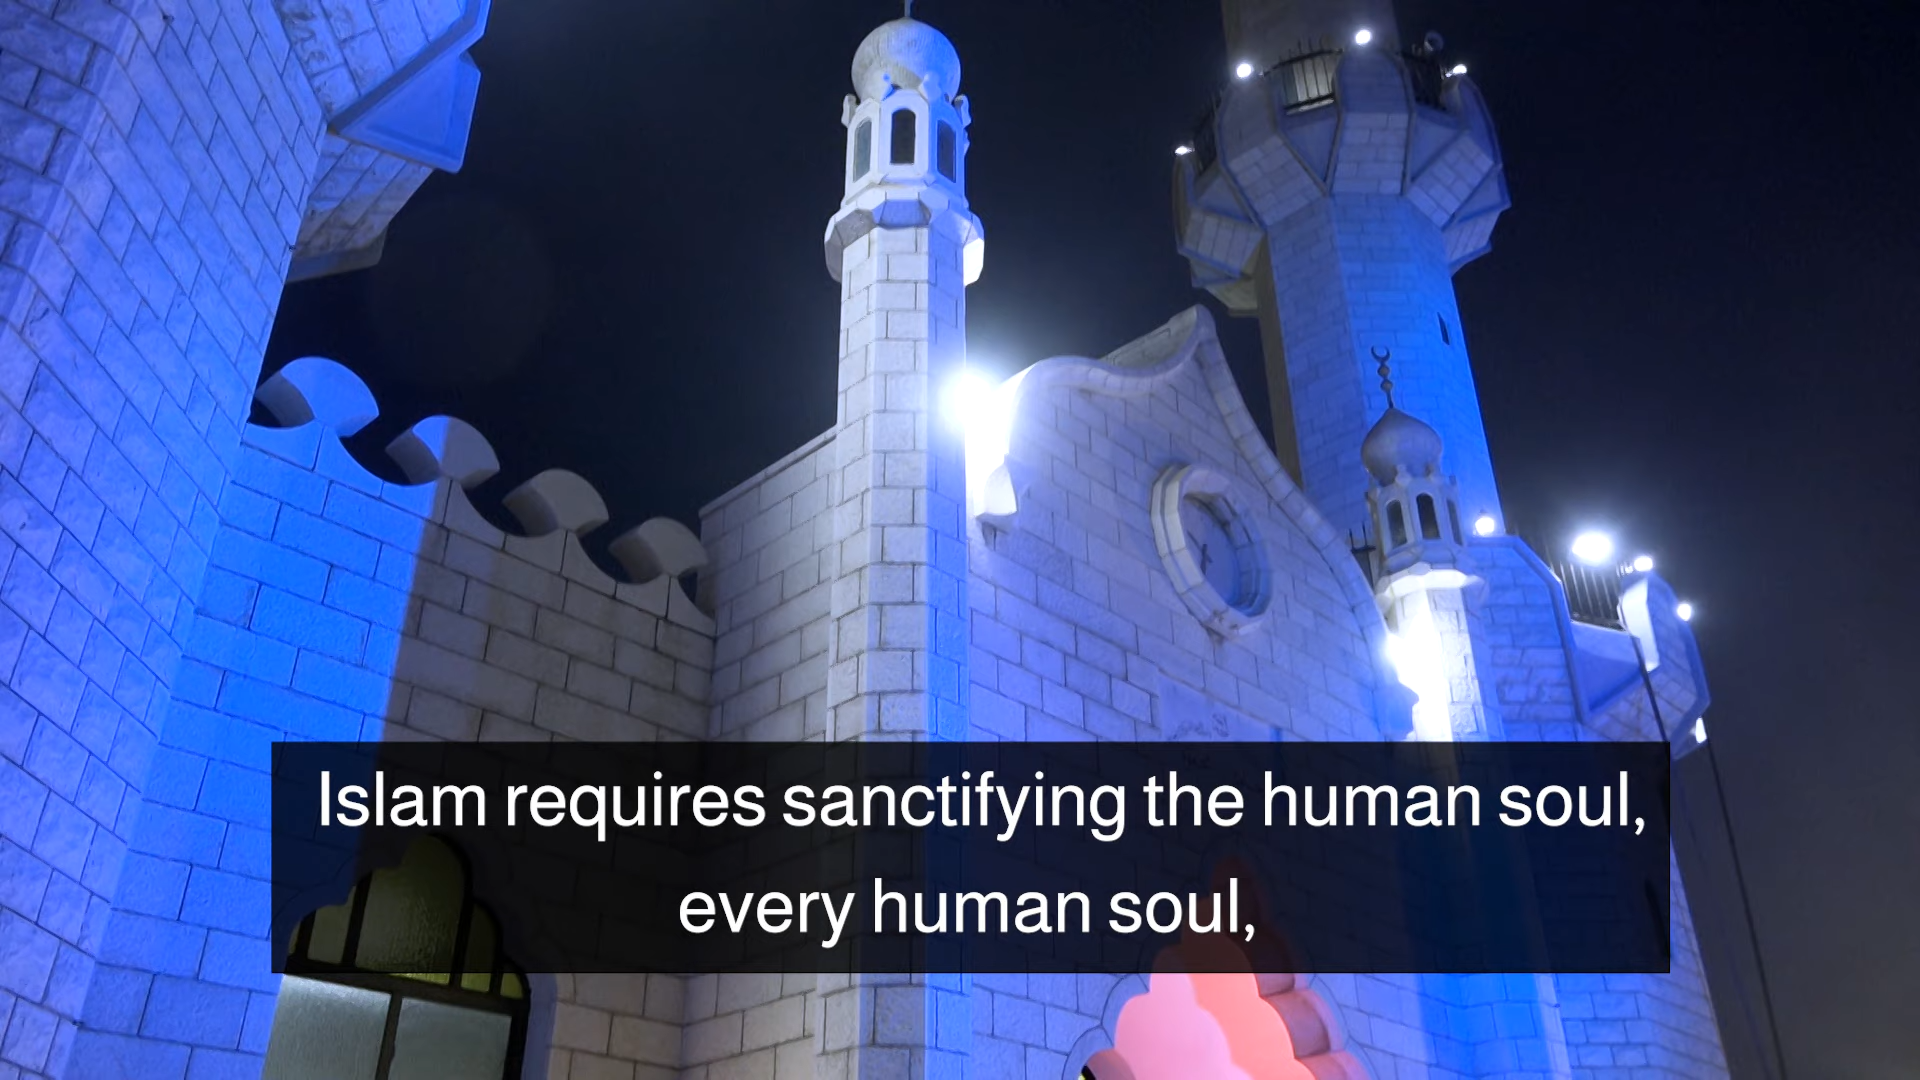 Islam requires sanctifying the human soul,
every human soul,